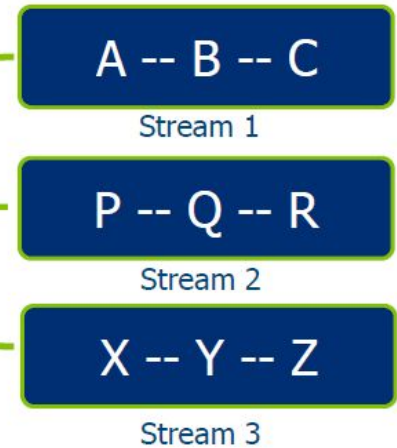 A -- B -- C
Stream 1
P -- Q -- R
Stream 2
X -- Y -- Z
Stream 3